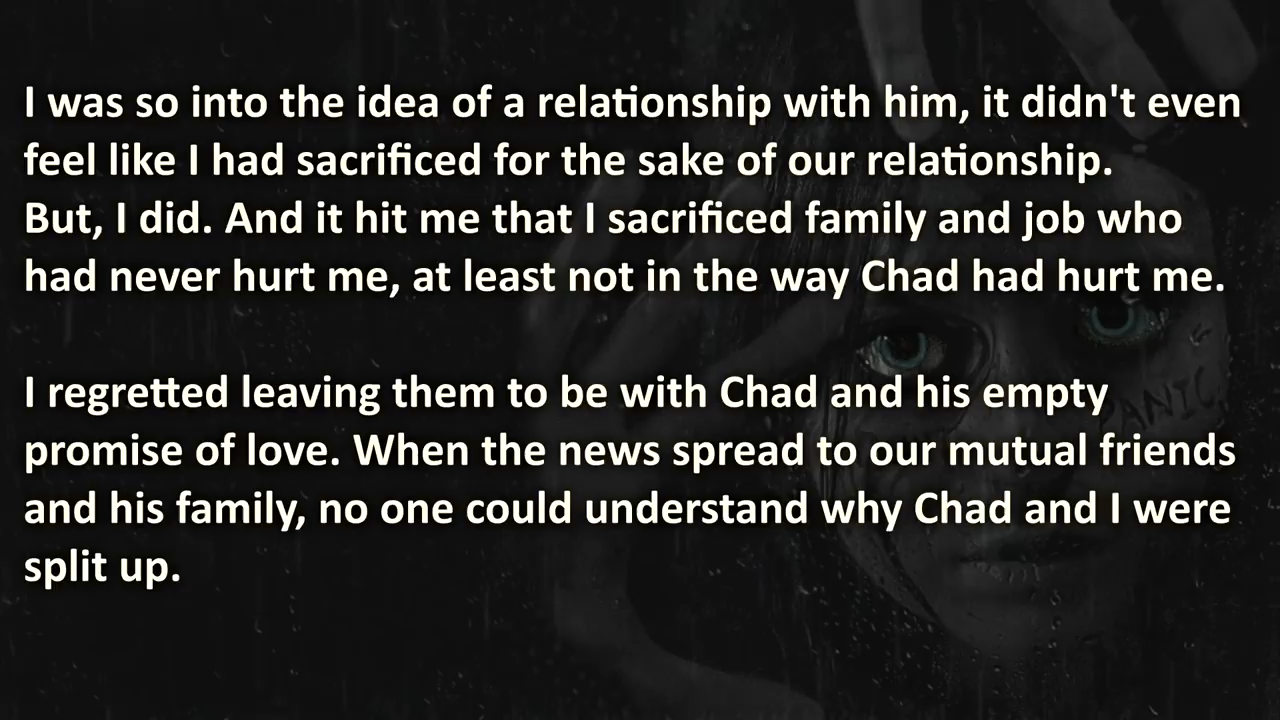 I was so into the idea of a relationship with him, it didn't even
feel like I had sacrificed for the sake of our relationship.
But, I did. And it hit me that I sacrificed family and job who
had never hurt me, at least not in the way Chad had hurt me.
I regretted leaving them to be with Chad and his empty
promise of love. When the news spread to our mutual friends
and his family, no one could understand why Chad and I were
split up.
PANIC